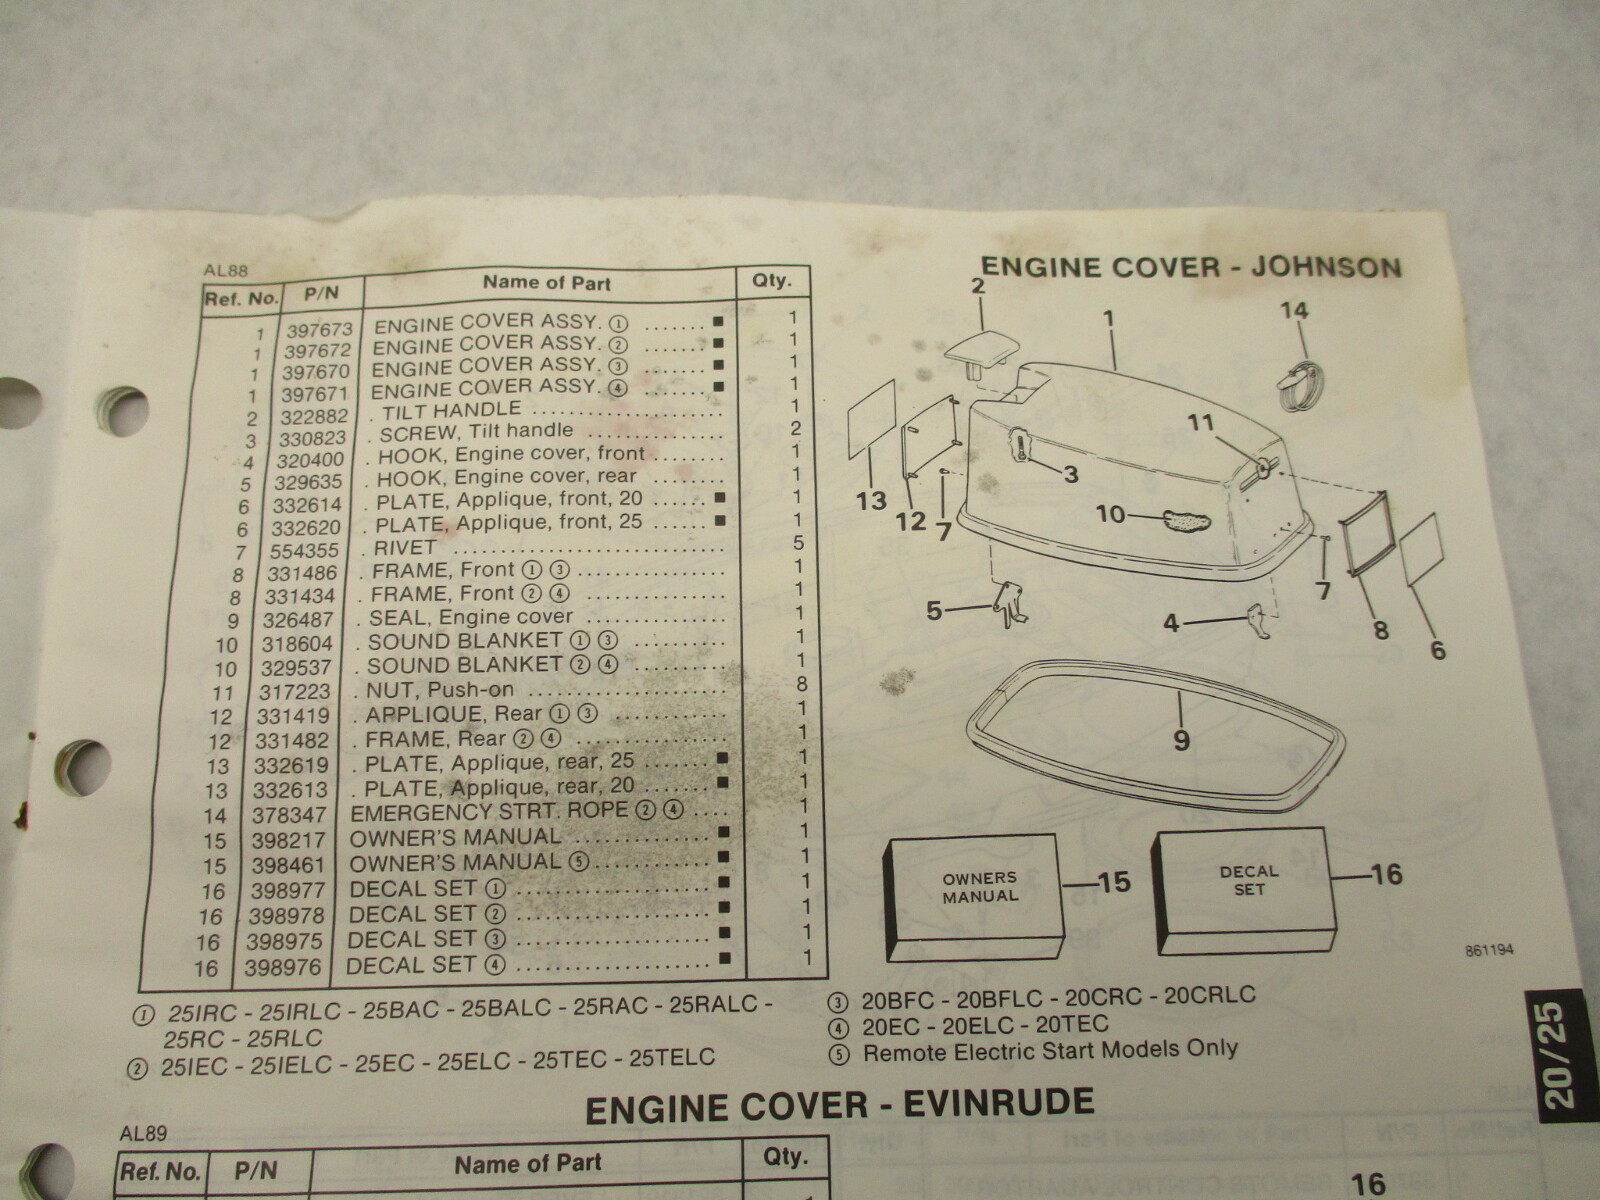 AL88
Ref. No. P/N Name of Part Qty.
1 397673 ENGINE COVER ASSY. ① ....... ■ 1
1 397672 ENGINE COVER ASSY. ② ....... ■ 1
1 397670 ENGINE COVER ASSY. ③ ....... ■ 1
1 397671 ENGINE COVER ASSY. ④ ....... ■ 1
2 322882 . TILT HANDLE ...................... 1
3 330823 . SCREW, Tilt handle ................ 2
4 320400 . HOOK, Engine cover, front ........ 1
5 329635 . HOOK, Engine cover, rear ......... 1
6 332614 . PLATE, Applique, front, 20 ...... ■ 1
6 332620 . PLATE, Applique, front, 25 ...... ■ 1
7 554355 . RIVET ............................ 5
8 331486 . FRAME, Front ① ③ ................ 1
8 331434 . FRAME, Front ② ④ ................ 1
9 326487 . SEAL, Engine cover ............... 1
10 318604 . SOUND BLANKET ① ③ .......... 1
10 329537 . SOUND BLANKET ② ④ .......... 1
11 317223 . NUT, Push-on .................... 8
12 331419 . APPLIQUE, Rear ① ③ ............ 1
12 331482 . FRAME, Rear ② ④ ................ 1
13 332619 . PLATE, Applique, rear, 25 ....... ■ 1
13 332613 . PLATE, Applique, rear, 20 ....... ■ 1
14 378347 EMERGENCY STRT. ROPE ② ④ .... 1
15 398217 OWNER'S MANUAL ............... ■ 1
15 398461 OWNER'S MANUAL ⑤ ............ ■ 1
16 398977 DECAL SET ① .................... ■ 1
16 398978 DECAL SET ② .................... ■ 1
16 398975 DECAL SET ③ .................... ■ 1
16 398976 DECAL SET ④ .................... ■ 1
ENGINE COVER - JOHNSON
2
1
14
11
3
13
12
7
10
7
5
4
8
6
9
OWNERS
MANUAL
15
DECAL
SET
16
861194
① 25IRC - 25IRLC - 25BAC - 25BALC - 25RAC - 25RALC -
25RC - 25RLC
② 25IEC - 25IELC - 25EC - 25ELC - 25TEC - 25TELC
③ 20BFC - 20BFLC - 20CRC - 20CRLC
④ 20EC - 20ELC - 20TEC
⑤ Remote Electric Start Models Only
20/25
ENGINE COVER - EVINRUDE
AL89
Ref. No. P/N Name of Part Qty.
16